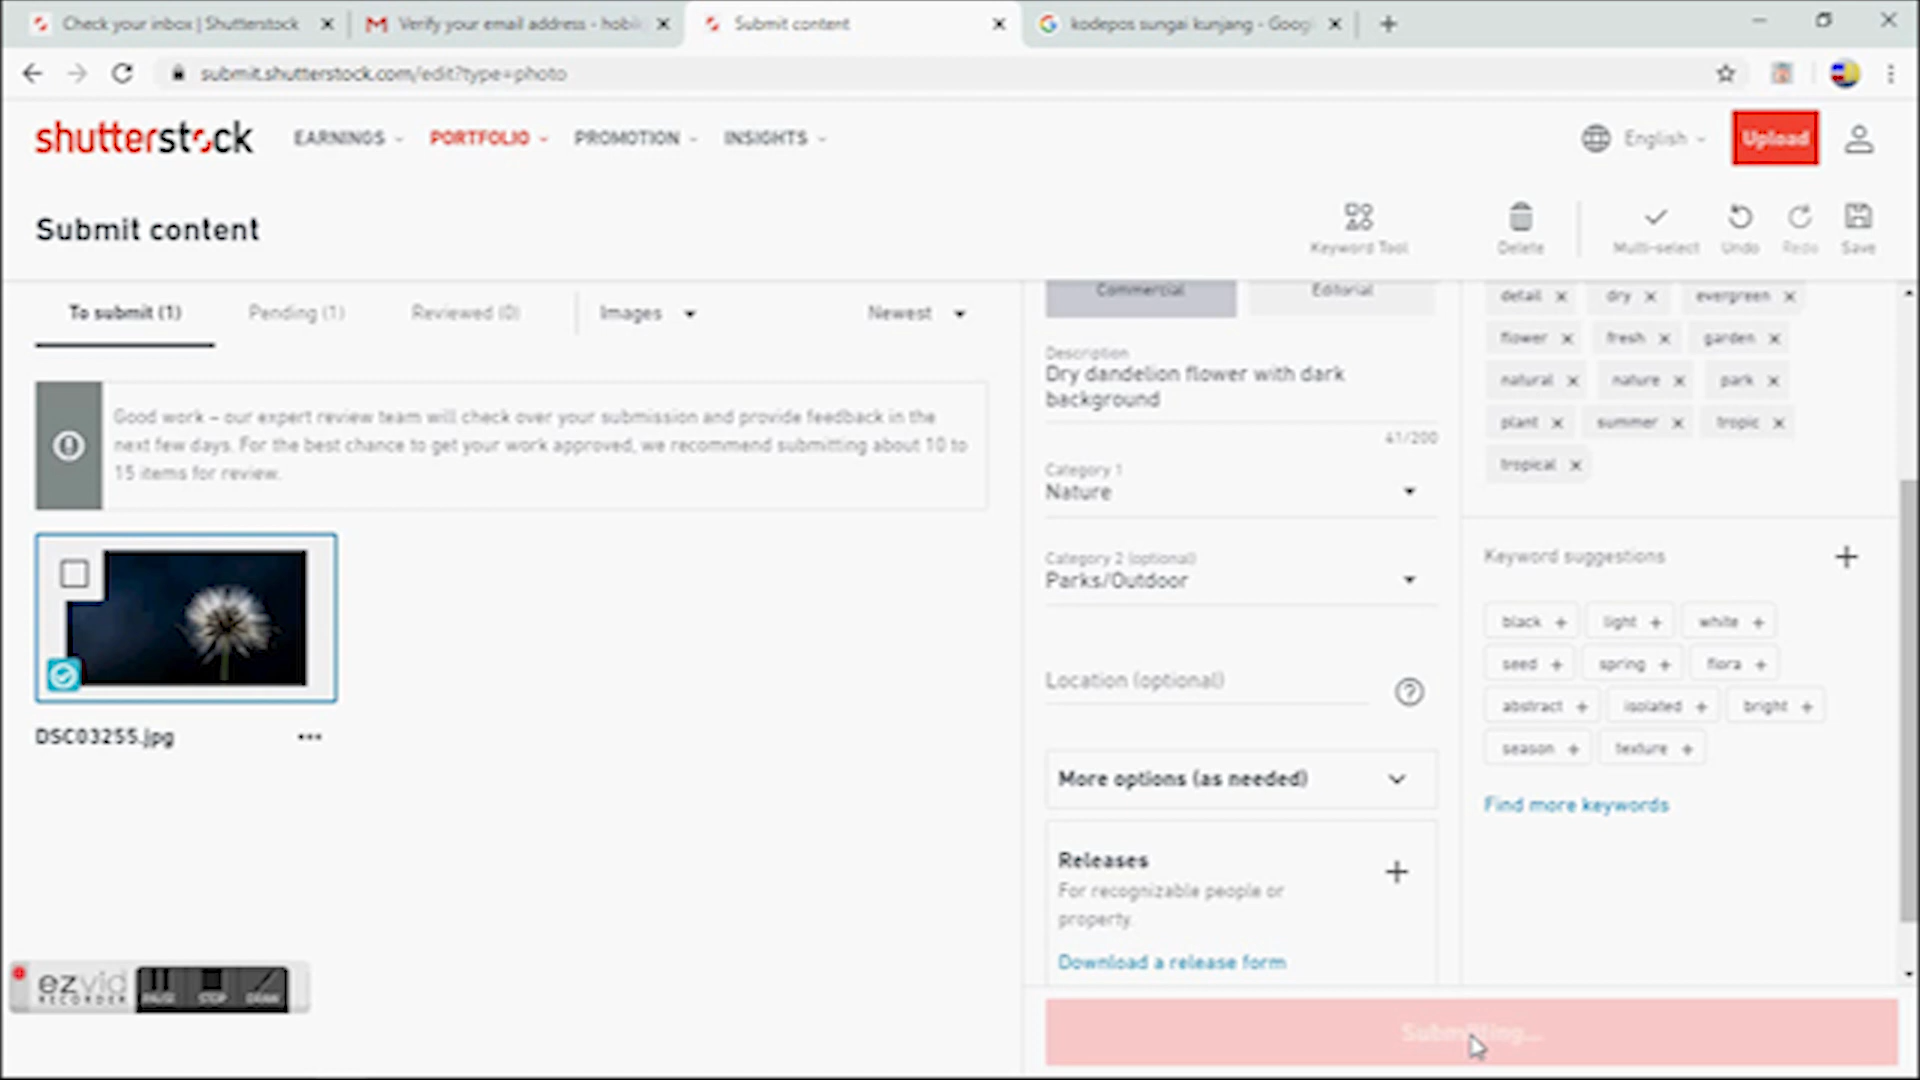 Check your inbox | Shutterstock
Verify your email address - hobi
Submit content
kodepos sungai kunjang - Goog
submit.shutterstock.com/edit?type=photo
shutterstock
EARNINGS
PORTFOLIO
PROMOTION
INSIGHTS
English
Upload
Submit content
Keyword Tool
Delete
Multi-select
Undo
Redo
Save
To submit (1)
Pending (1)
Reviewed (0)
Images
Newest
Good work – our expert review team will check over your submission and provide feedback in the
next few days. For the best chance to get your work approved, we recommend submitting about 10 to
15 items for review.
DSC03255.jpg
Commercial
Editorial
Description
Dry dandelion flower with dark
background
41/200
Category 1
Nature
Category 2 (optional)
Parks/Outdoor
Location (optional)
More options (as needed)
Releases
For recognizable people or
property.
Download a release form
detail dry evergreen
flower fresh garden
natural nature park
plant summer tropic
tropical
Keyword suggestions
black + light + white +
seed + spring + flora +
abstract + isolated + bright +
season + texture +
Find more keywords
Submitting...
ezvid
RECORDER
PAUSE STOP DRAW